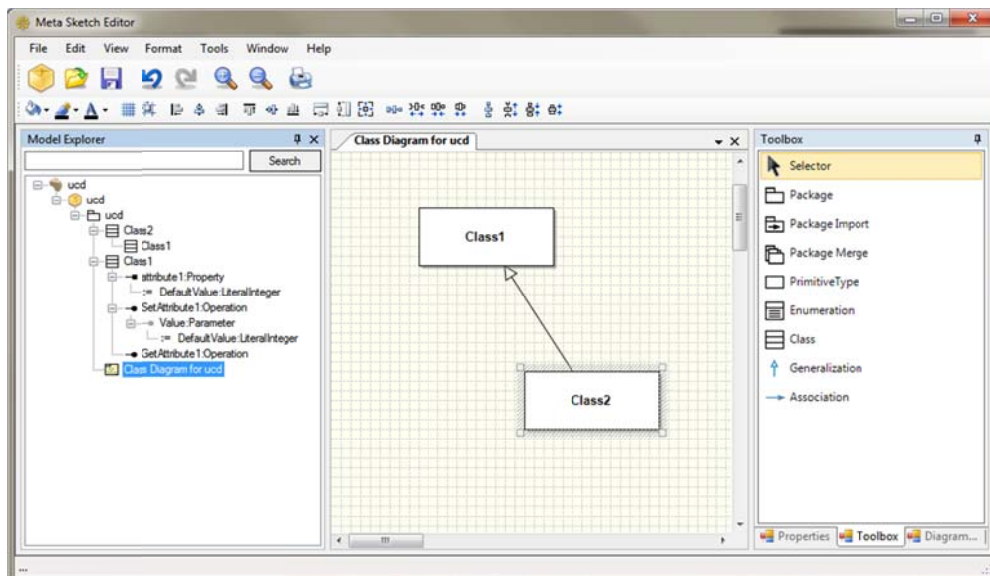 Meta Sketch Editor
File Edit View Format Tools Window Help
Model Explorer
Search
ucd
ucd
ucd
Class2
Class1
Class1
attribute1:Property
:= DefaultValue:LiteralInteger
SetAttribute1:Operation
Value:Parameter
:= DefaultValue:LiteralInteger
GetAttribute1:Operation
Class Diagram for ucd
Class Diagram for ucd
Class1
Class2
Toolbox
Selector
Package
Package Import
Package Merge
PrimitiveType
Enumeration
Class
Generalization
Association
Properties Toolbox Diagram...
...